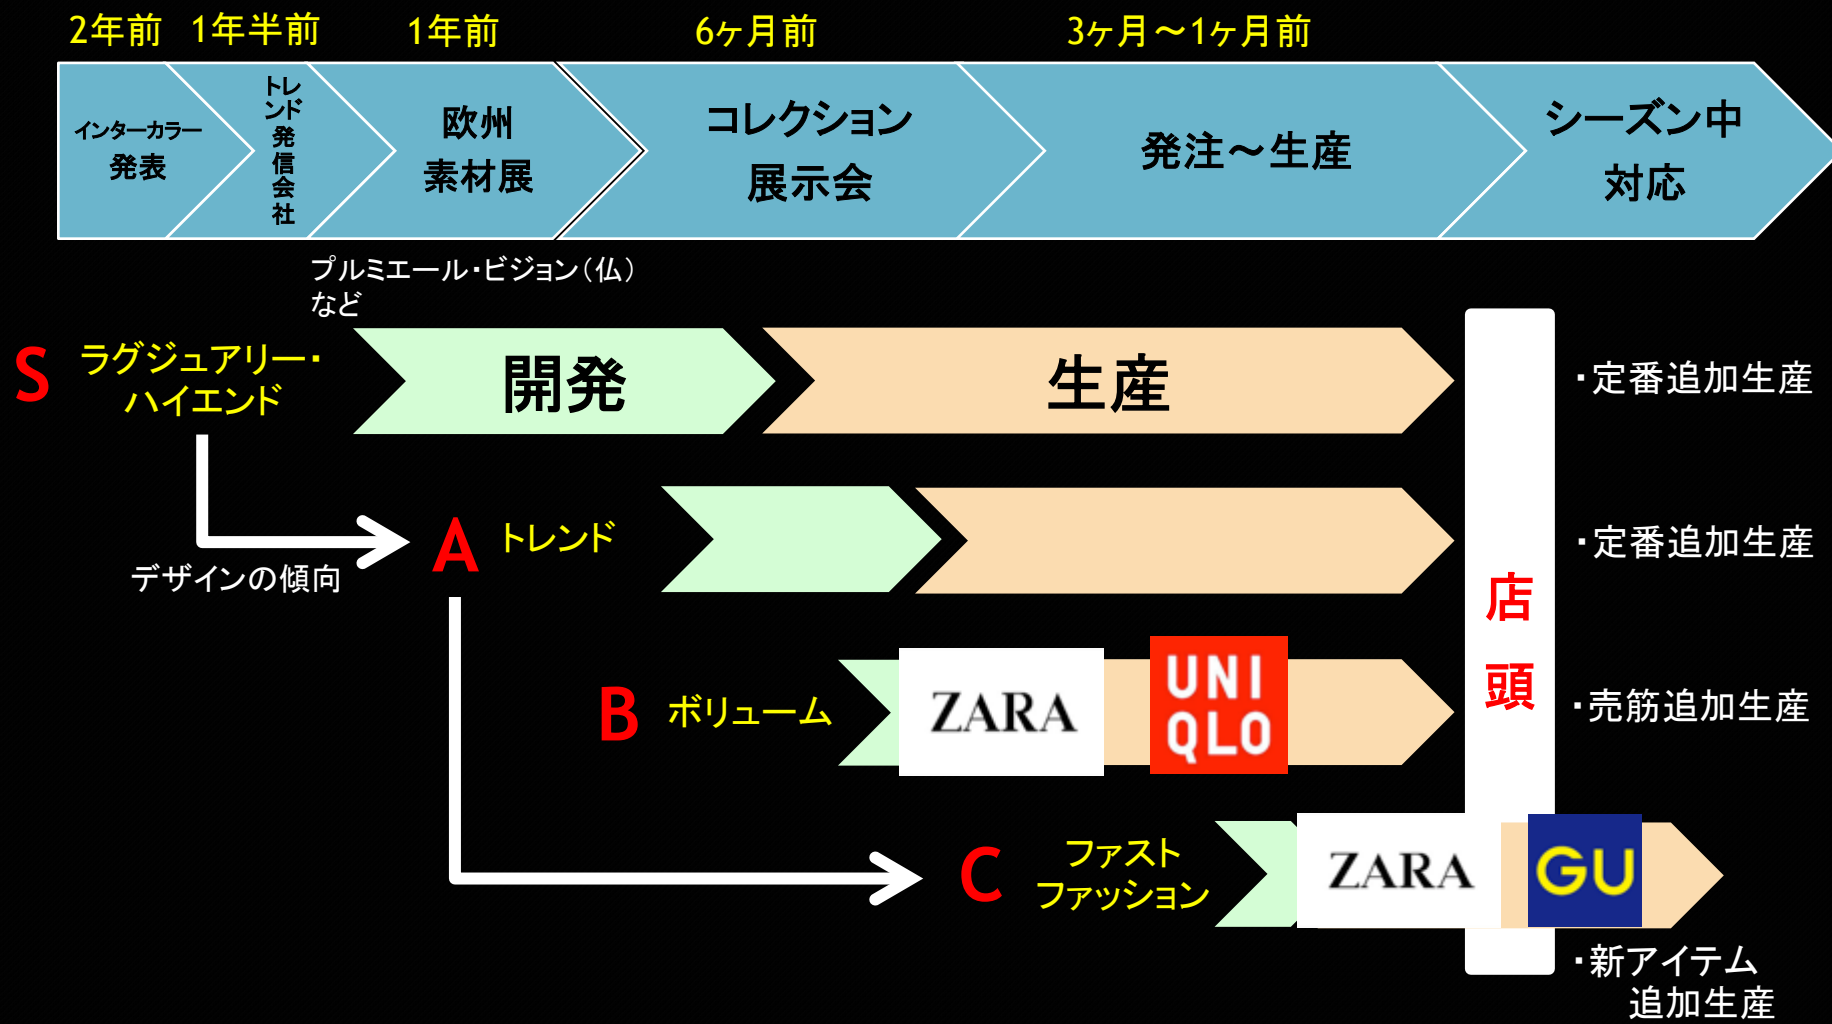 2年前 1年半前 1年前 6ヶ月前 3ヶ月～1ヶ月前
インターカラー
発表
トレ
ンド
発
信
会
社
欧州
素材展
コレクション
展示会
発注～生産
シーズン中
対応
プルミエール・ビジョン（仏）
など
S
ラグジュアリー・
ハイエンド
開発
生産
・定番追加生産
デザインの傾向
A
トレンド
・定番追加生産
店
頭
B
ボリューム
ZARA
UNI
QLO
・売筋追加生産
C
ファスト
ファッション
ZARA
GU
・新アイテム
追加生産